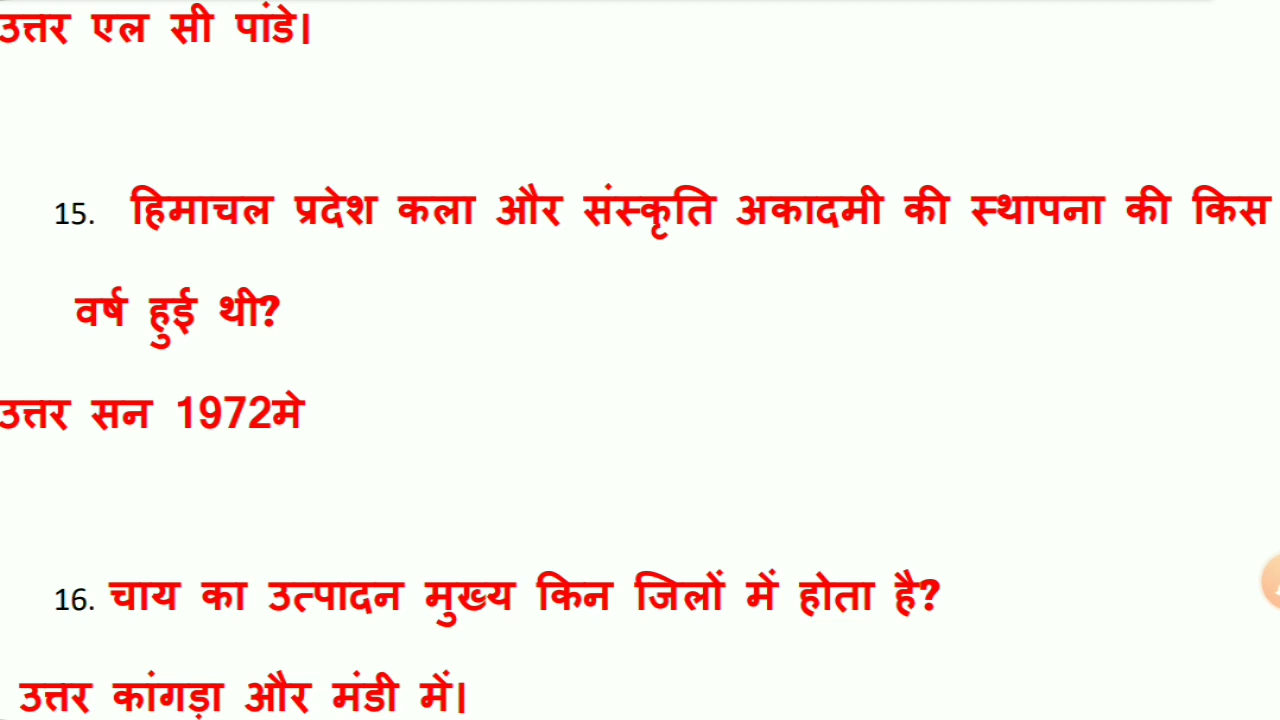 उत्तर एल सी पांडे।
15. हिमाचल प्रदेश कला और संस्कृति अकादमी की स्थापना की किस
वर्ष हुई थी?
उत्तर सन 1972मे
16. चाय का उत्पादन मुख्य किन जिलों में होता है?
उत्तर कांगड़ा और मंडी में।